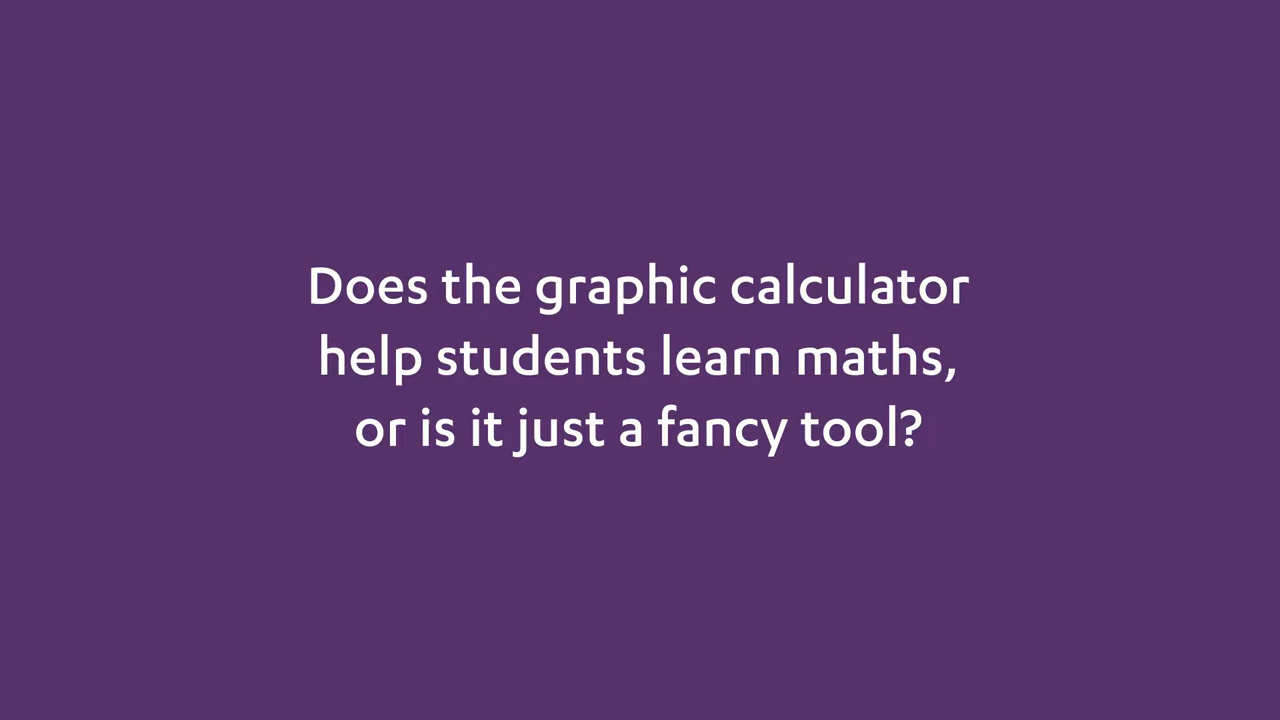 Does the graphic calculator
help students learn maths,
or is it just a fancy tool?